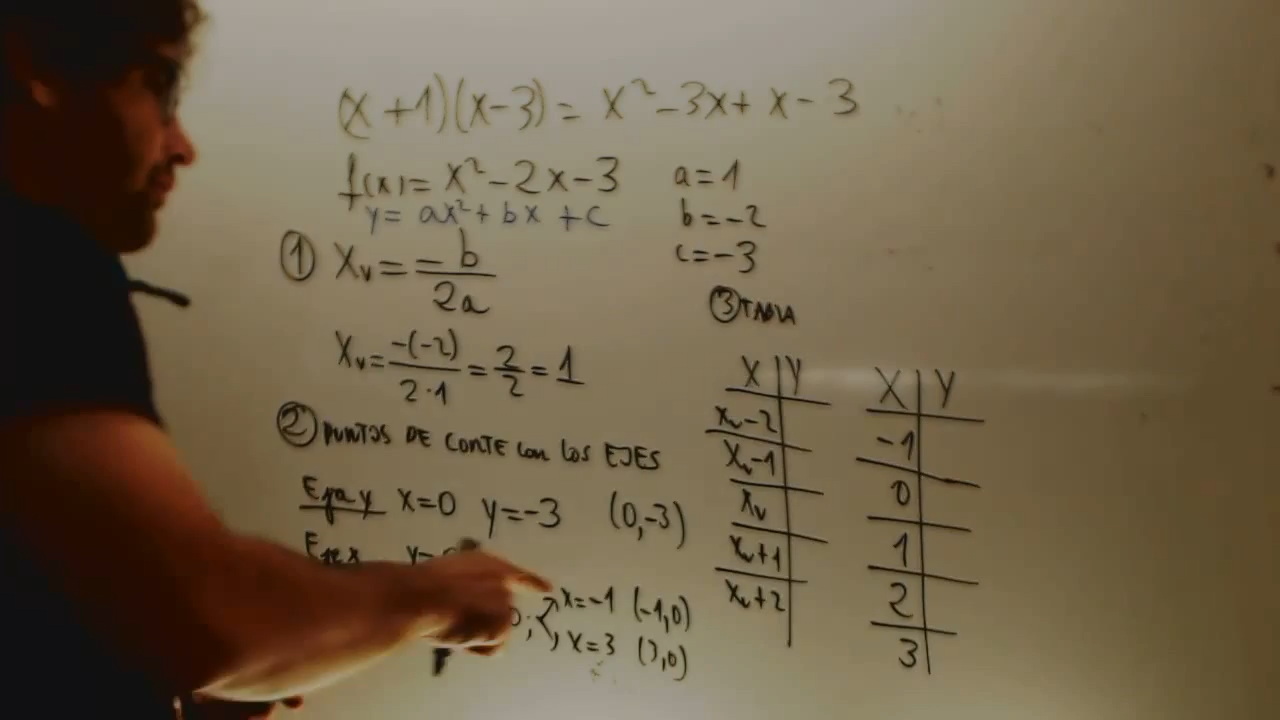 (x+1)(x-3) = x²-3x+x-3
f(x)= x²-2x-3
y= ax²+bx+c
a=1
b=-2
c=-3
① Xv = -b/2a
Xv = -(-2)/2·1 = 2/2 = 1
② PUNTOS DE CORTE con los EJES
Eje y x=0 y=-3 (0,-3)
Eje x y=
0; x=-1 (-1,0)
x=3 (3,0)
③ TABLA
X Y
Xv-2
Xv-1
Xv
Xv+1
Xv+2
X Y
-1
0
1
2
3